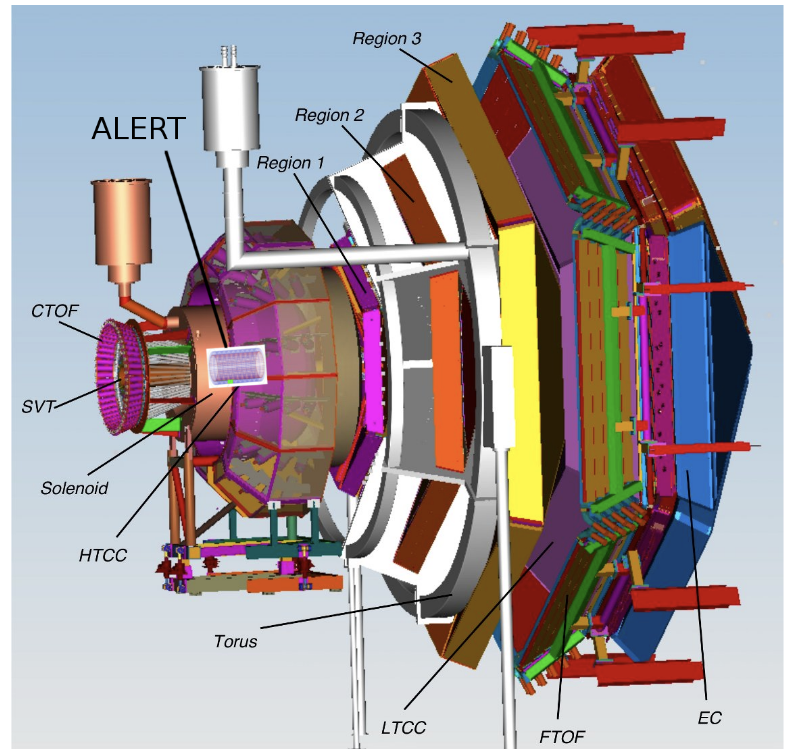 Region 3
Region 2
ALERT
Region 1
CTOF
SVT
Solenoid
HTCC
Torus
LTCC
FTOF
EC